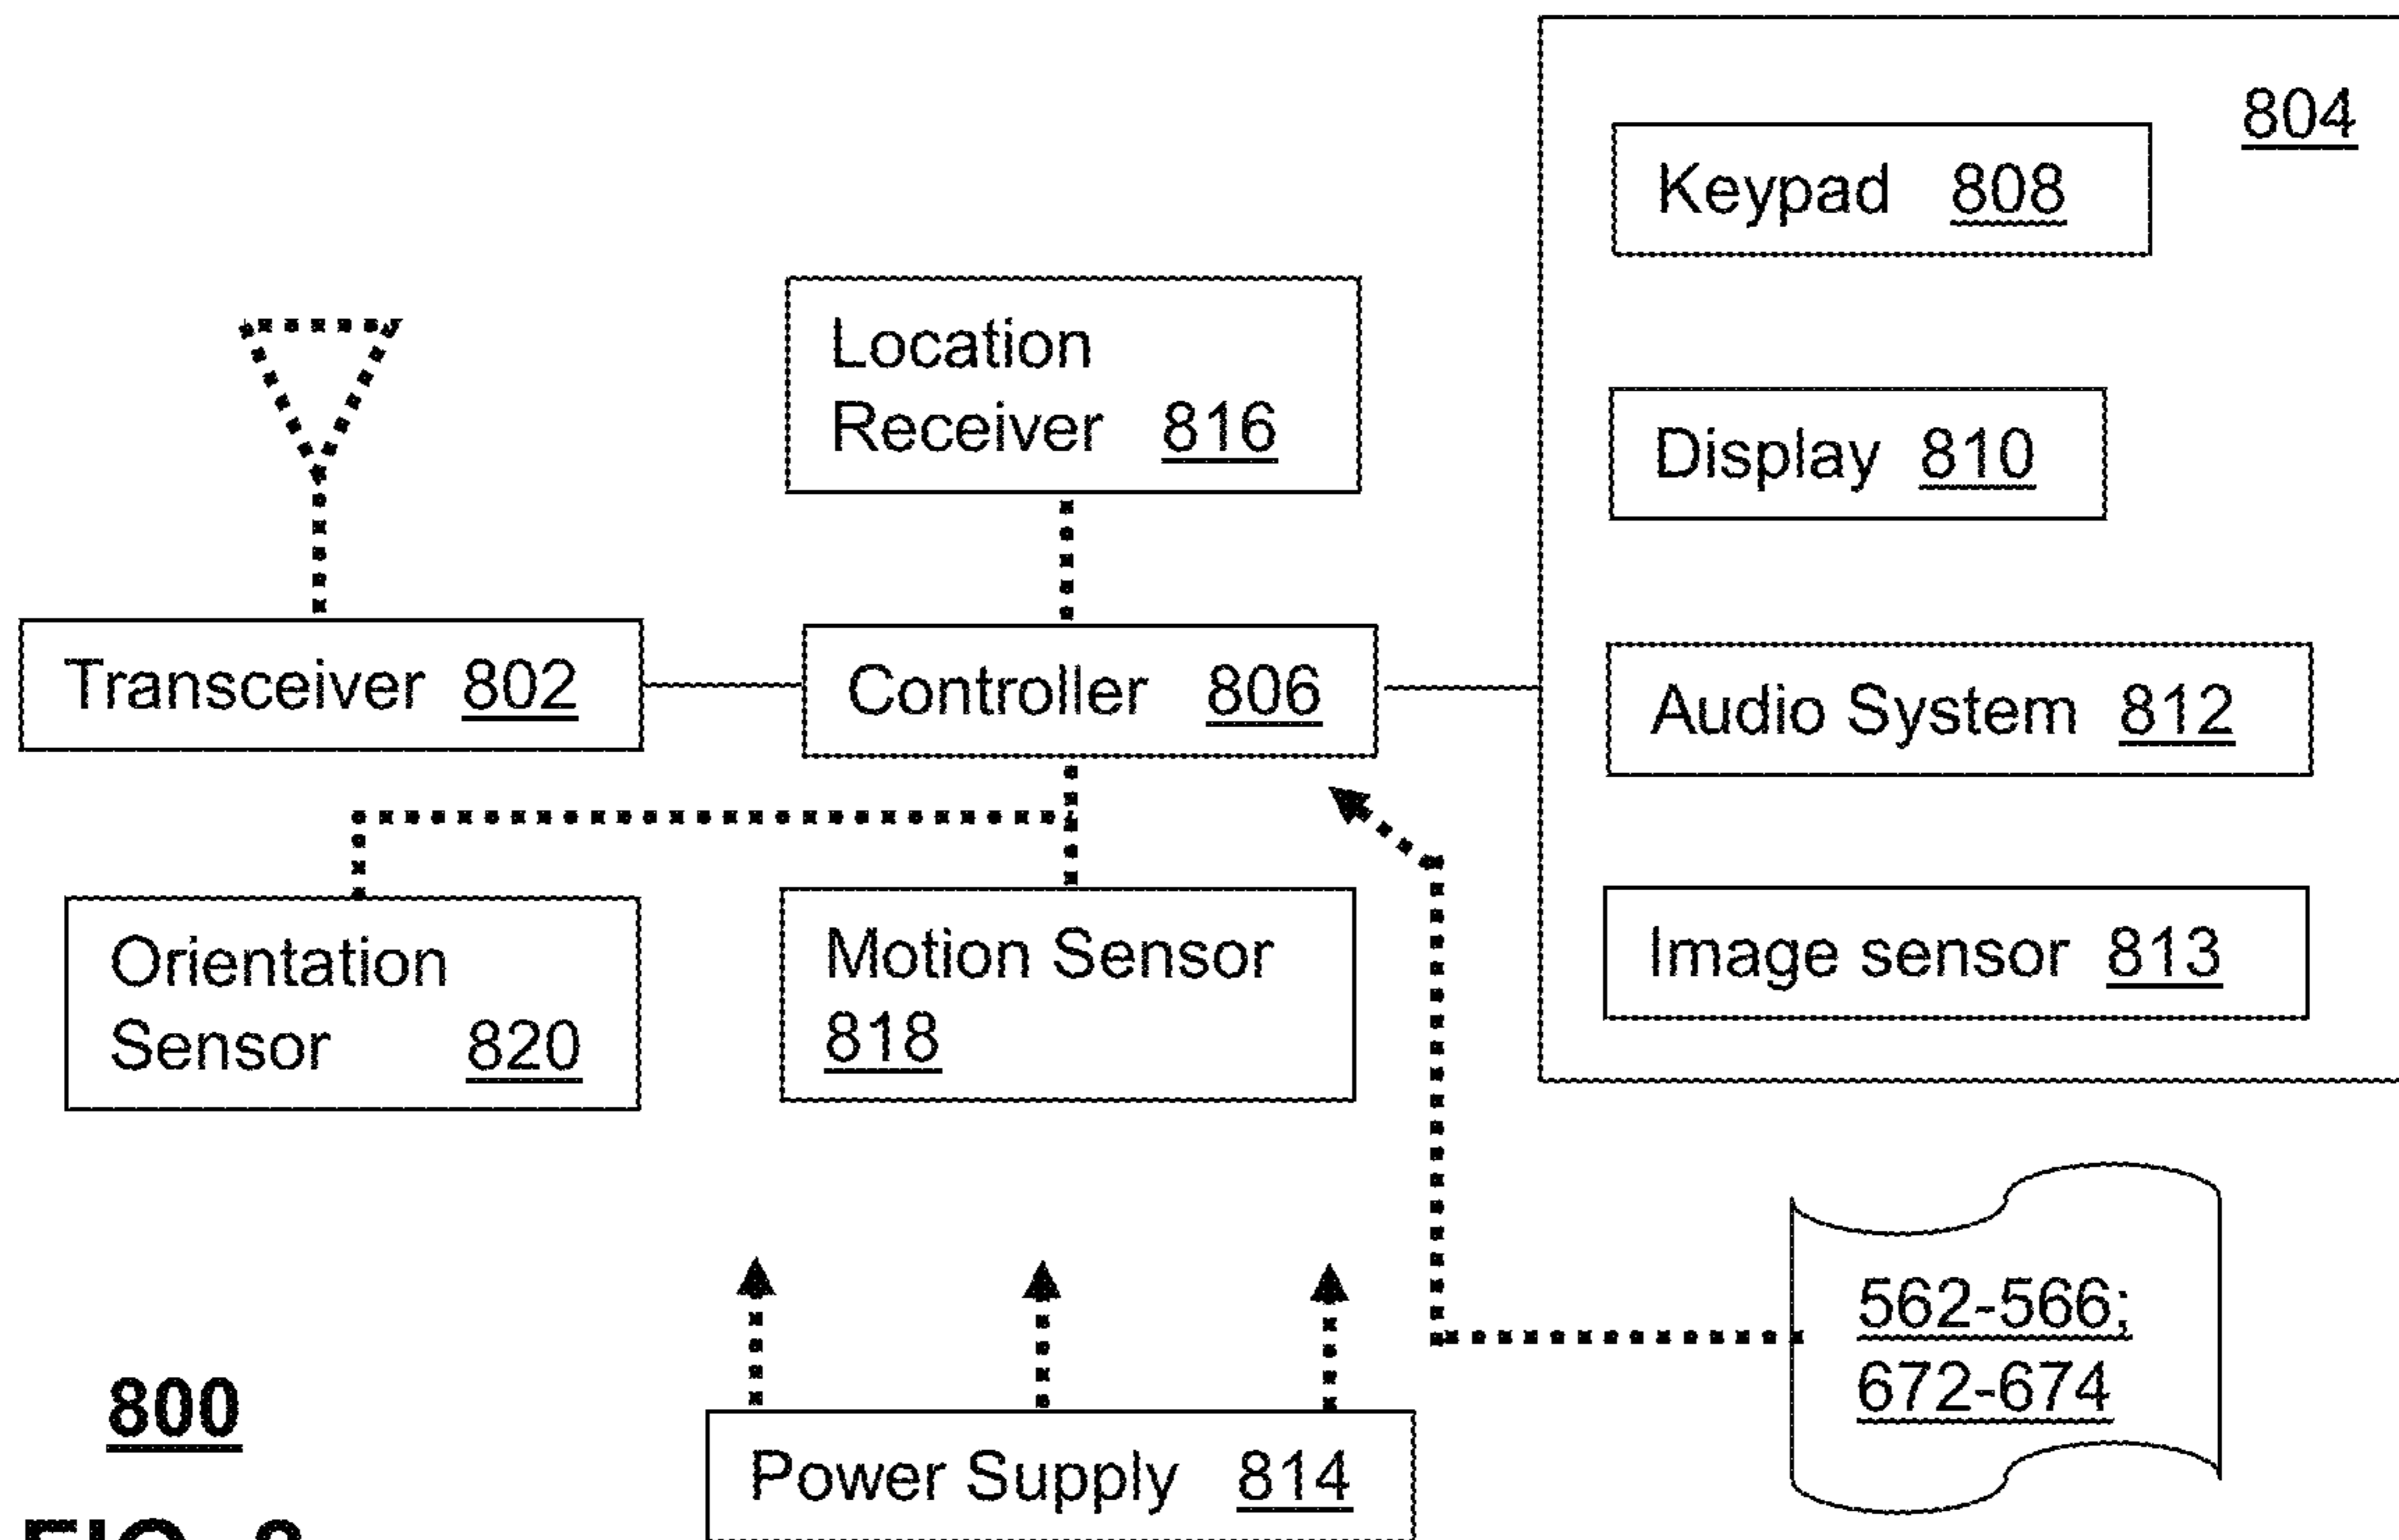 804
Keypad 808
Location
Receiver 816
Display 810
Transceiver 802
Controller 806
Audio System 812
Orientation
Sensor 820
Motion Sensor
818
Image sensor 813
562-566;
672-674
800
Power Supply 814